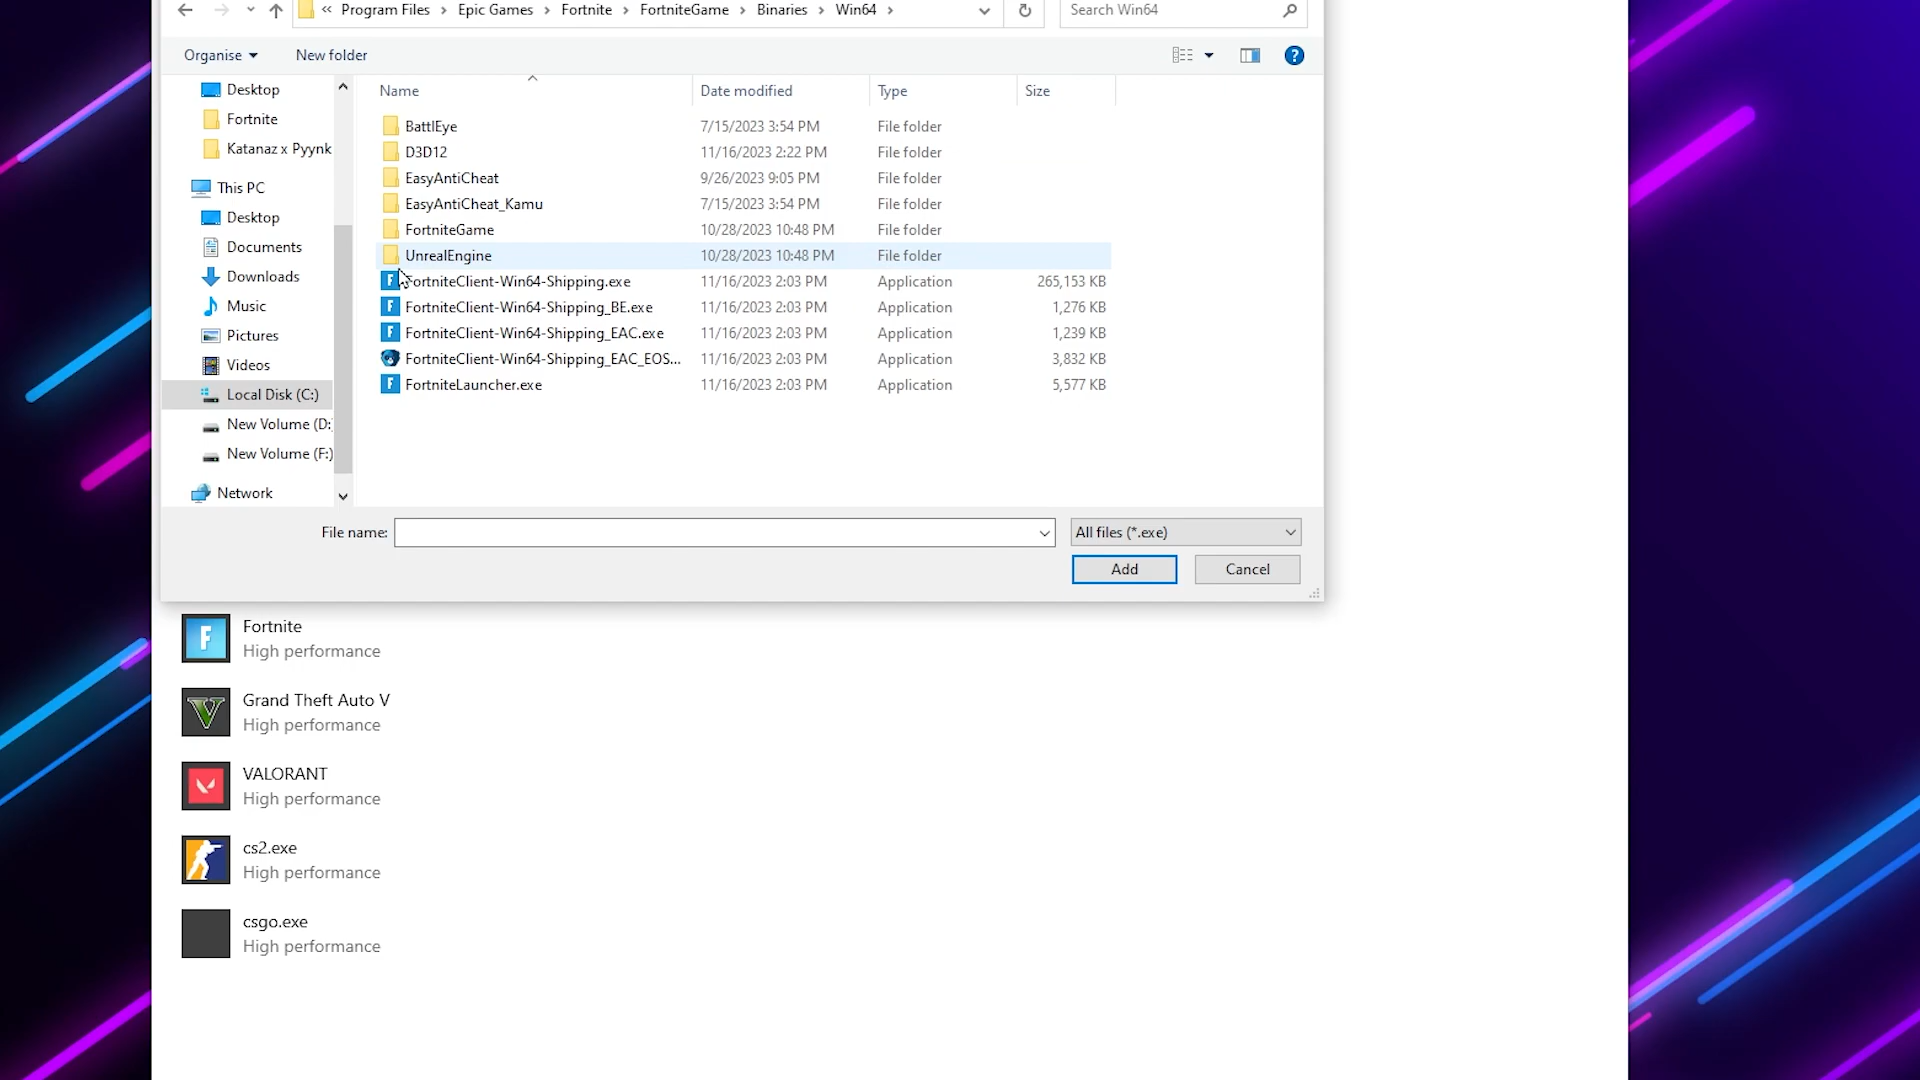 « Program Files > Epic Games > Fortnite > FortniteGame > Binaries > Win64 >
Search Win64
Organise
New folder
Name
Date modified
Type
Size
Desktop
Fortnite
Katanaz x Pyynk
This PC
Desktop
Documents
Downloads
Music
Pictures
Videos
Local Disk (C:)
New Volume (D:
New Volume (F:)
Network
BattlEye 7/15/2023 3:54 PM File folder
D3D12 11/16/2023 2:22 PM File folder
EasyAntiCheat 9/26/2023 9:05 PM File folder
EasyAntiCheat_Kamu 7/15/2023 3:54 PM File folder
FortniteGame 10/28/2023 10:48 PM File folder
UnrealEngine 10/28/2023 10:48 PM File folder
FortniteClient-Win64-Shipping.exe 11/16/2023 2:03 PM Application 265,153 KB
FortniteClient-Win64-Shipping_BE.exe 11/16/2023 2:03 PM Application 1,276 KB
FortniteClient-Win64-Shipping_EAC.exe 11/16/2023 2:03 PM Application 1,239 KB
FortniteClient-Win64-Shipping_EAC_EOS... 11/16/2023 2:03 PM Application 3,832 KB
FortniteLauncher.exe 11/16/2023 2:03 PM Application 5,577 KB
File name:
All files (*.exe)
Add
Cancel
Fortnite
High performance
Grand Theft Auto V
High performance
VALORANT
High performance
cs2.exe
High performance
csgo.exe
High performance